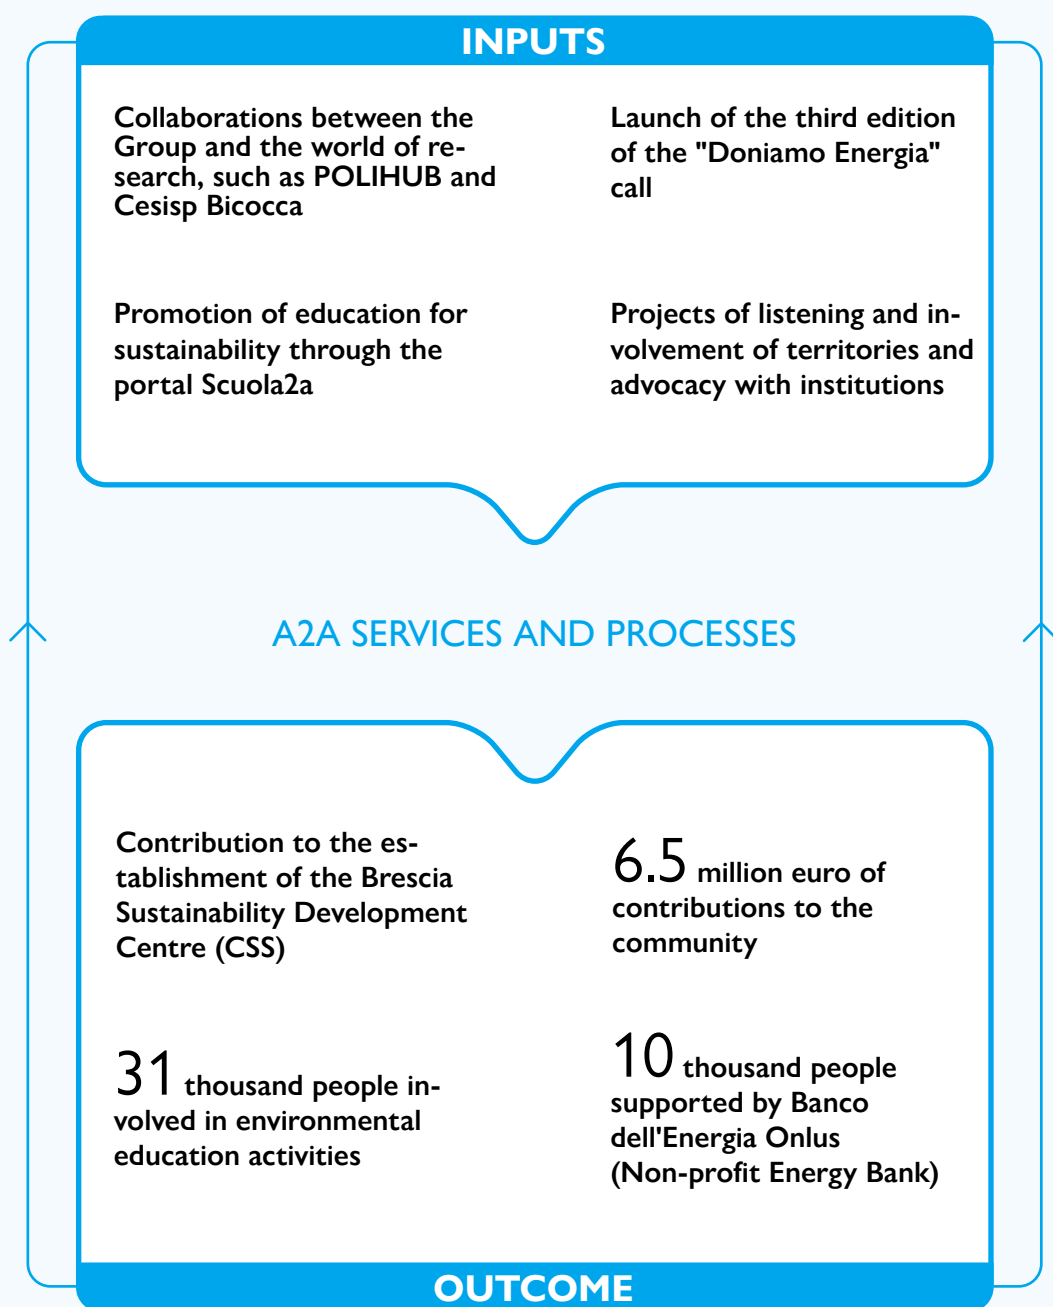 INPUTS
Collaborations between the
Group and the world of re-
search, such as POLIHUB and
Cesisp Bicocca
Launch of the third edition
of the "Doniamo Energia"
call
Promotion of education for
sustainability through the
portal Scuola2a
Projects of listening and in-
volvement of territories and
advocacy with institutions
A2A SERVICES AND PROCESSES
Contribution to the es-
tablishment of the Brescia
Sustainability Development
Centre (CSS)
6.5 million euro of
contributions to the
community
31 thousand people in-
volved in environmental
education activities
10 thousand people
supported by Banco
dell'Energia Onlus
(Non-profit Energy Bank)
OUTCOME